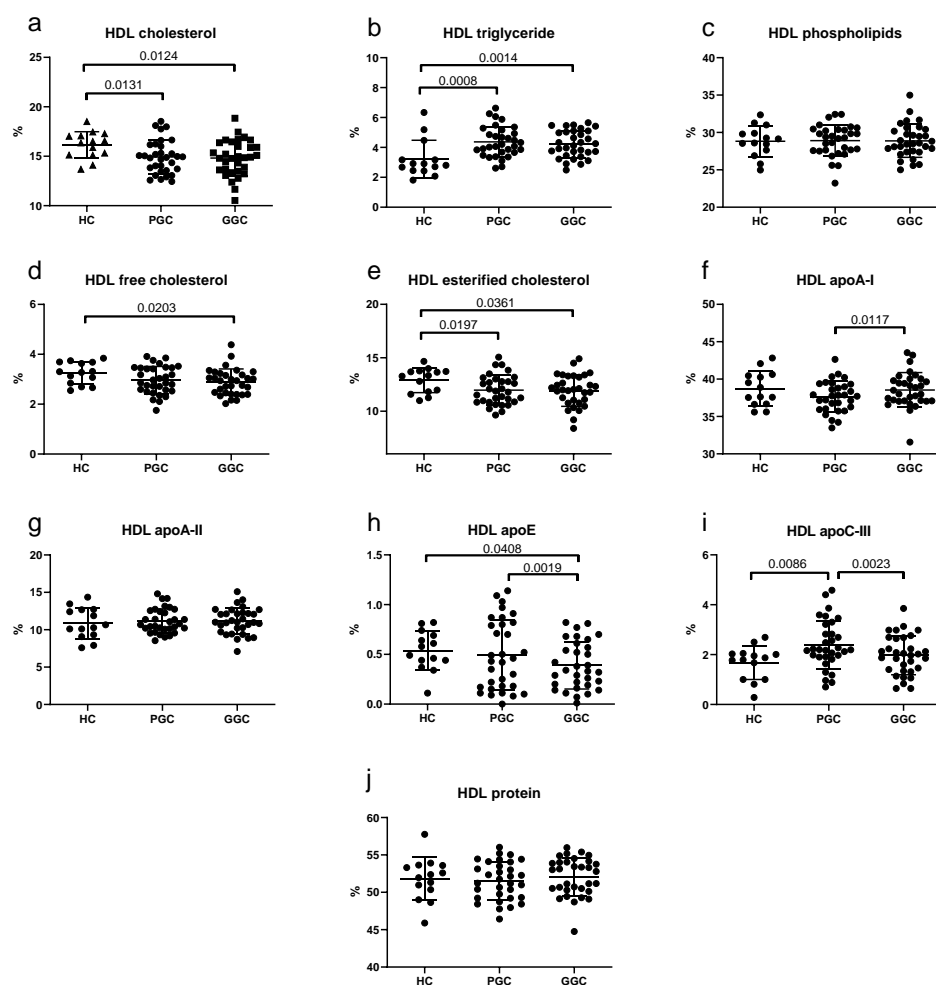 a
HDL cholesterol
25
20
15
10
%
0.0124
0.0131
HC PGC GGC
b
HDL triglyceride
10
8
6
4
2
0
%
0.0014
0.0008
HC PGC GGC
c
HDL phospholipids
40
35
30
25
20
%
HC PGC GGC
d
HDL free cholesterol
6
4
2
0
%
0.0203
HC PGC GGC
e
HDL esterified cholesterol
20
15
10
%
0.0361
0.0197
HC PGC GGC
f
HDL apoA-I
50
45
40
35
30
%
0.0117
HC PGC GGC
g
HDL apoA-II
20
15
10
5
0
%
HC PGC GGC
h
HDL apoE
1.5
1.0
0.5
0.0
%
0.0408
0.0019
HC PGC GGC
i
HDL apoC-III
6
4
2
0
%
0.0086
0.0023
HC PGC GGC
j
HDL protein
60
55
50
45
40
%
HC PGC GGC